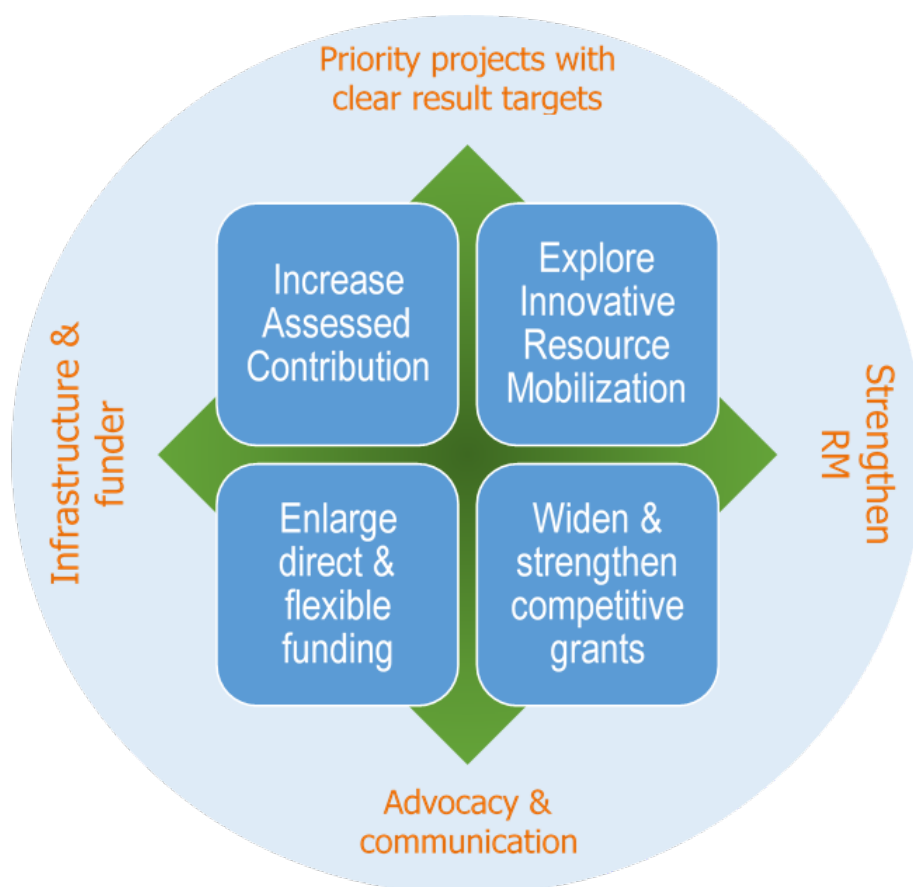 Priority projects with
clear result targets
Increase
Assessed
Contribution
Explore
Innovative
Resource
Mobilization
Infrastructure &
funder
Strengthen
RM
Enlarge
direct &
flexible
funding
Widen &
strengthen
competitive
grants
Advocacy &
communication